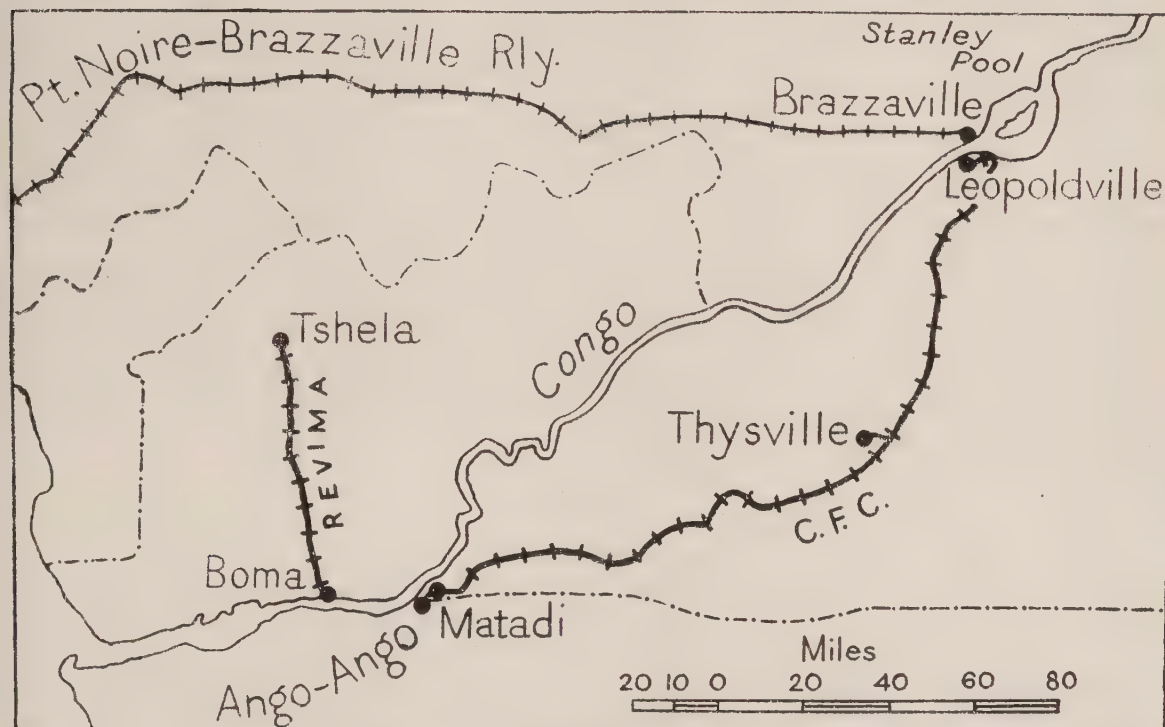 Pt. Noire-Brazzaville Rly.
Stanley
Pool
Brazzaville
Leopoldville
Tshela
Congo
REVIMA
Thysville
C.F.C.
Boma
Matadi
Ango-Ango
Miles
20 10 0 20 40 60 80